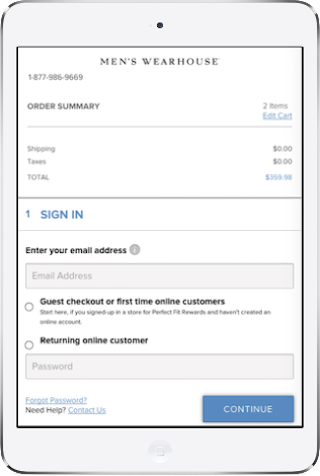 MEN'S WEARHOUSE
1-877-986-9669
ORDER SUMMARY 2 Items
Edit Cart
Shipping $0.00
Taxes $0.00
TOTAL $359.98
1 SIGN IN
Enter your email address i
Email Address
Guest checkout or first time online customers
Start here, if you signed-up in a store for Perfect Fit Rewards and haven't created an
online account.
Returning online customer
Password
Forgot Password?
Need Help? Contact Us
CONTINUE